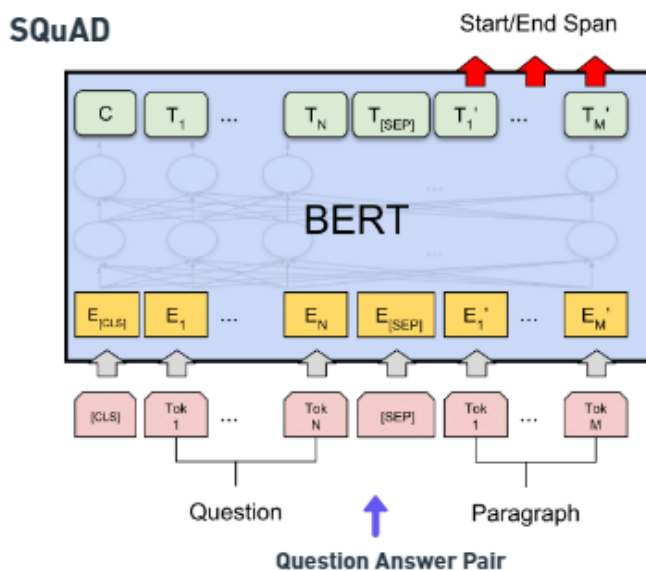 SQuAD
Start/End Span
C T1 ... TN T[SEP] T1' ... TM'
...
BERT
...
E[CLS] E1 ... EN E[SEP] E1' ... EM'
[CLS] Tok 1 ... Tok N [SEP] Tok 1 ... Tok M
Question Paragraph
Question Answer Pair